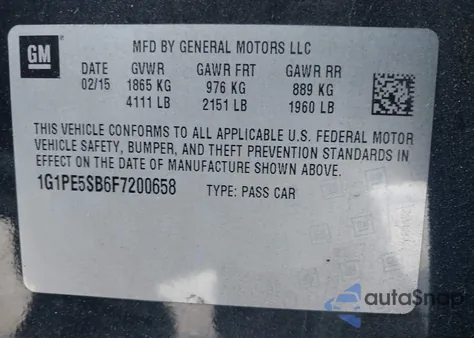 GM
MFD BY GENERAL MOTORS LLC
DATE GVWR GAWR FRT GAWR RR
02/15 1865 KG 976 KG 889 KG
4111 LB 2151 LB 1960 LB
THIS VEHICLE CONFORMS TO ALL APPLICABLE U.S. FEDERAL MOTOR
VEHICLE SAFETY, BUMPER, AND THEFT PREVENTION STANDARDS IN
EFFECT ON THE DATE OF MANUFACTURE SHOWN ABOVE.
1G1PE5SB6F7200658 TYPE: PASS CAR
autoSnap